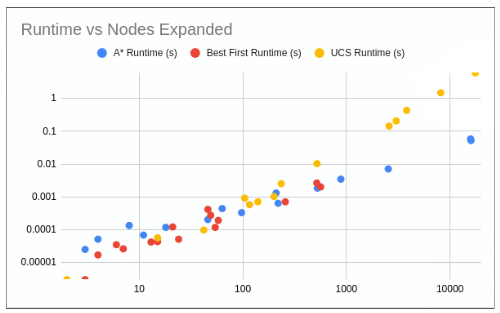 Runtime vs Nodes Expanded
A* Runtime (s) Best First Runtime (s) UCS Runtime (s)
1
0.1
0.01
0.001
0.0001
0.00001
10 100 1000 10000